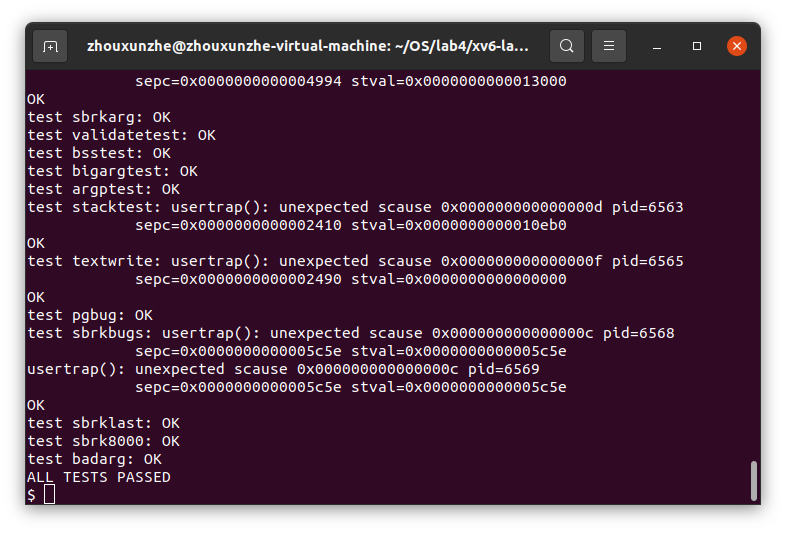 zhouxunzhe@zhouxunzhe-virtual-machine: ~/OS/lab4/xv6-la...
sepc=0x0000000000004994 stval=0x0000000000013000
OK
test sbrkarg: OK
test validatetest: OK
test bsstest: OK
test bigargtest: OK
test argptest: OK
test stacktest: usertrap(): unexpected scause 0x000000000000000d pid=6563
sepc=0x0000000000002410 stval=0x0000000000010eb0
OK
test textwrite: usertrap(): unexpected scause 0x000000000000000f pid=6565
sepc=0x0000000000002490 stval=0x0000000000000000
OK
test pgbug: OK
test sbrkbugs: usertrap(): unexpected scause 0x000000000000000c pid=6568
sepc=0x0000000000005c5e stval=0x0000000000005c5e
usertrap(): unexpected scause 0x000000000000000c pid=6569
sepc=0x0000000000005c5e stval=0x0000000000005c5e
OK
test sbrklast: OK
test sbrk8000: OK
test badarg: OK
ALL TESTS PASSED
$